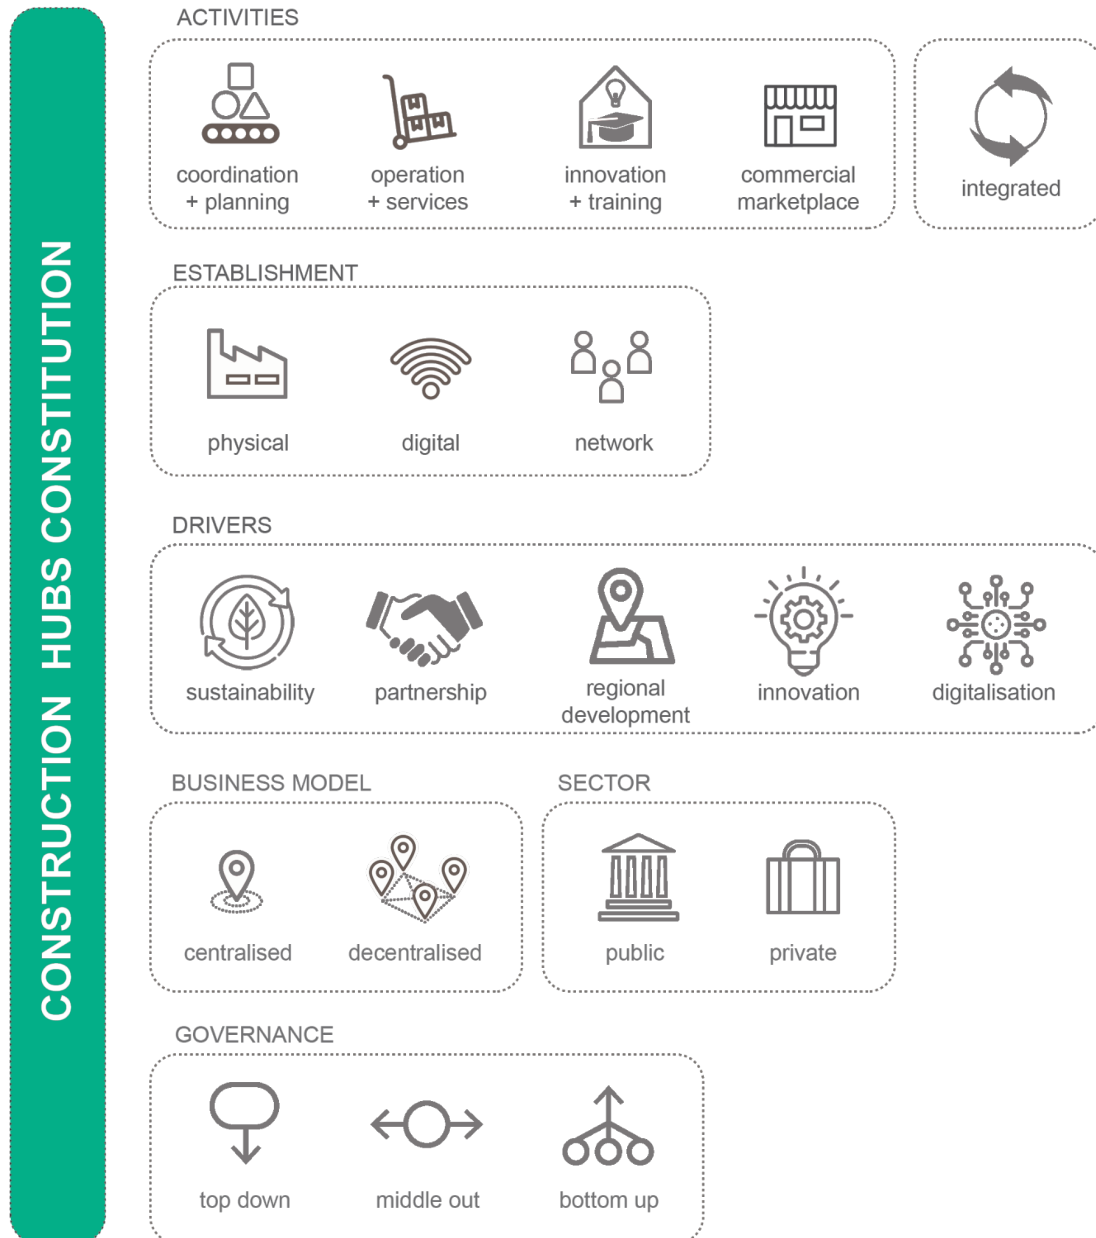 CONSTRUCTION HUBS CONSTITUTION
ACTIVITIES
coordination
+ planning
operation
+ services
innovation
+ training
commercial
marketplace
integrated
ESTABLISHMENT
physical
digital
network
DRIVERS
sustainability
partnership
regional
development
innovation
digitalisation
BUSINESS MODEL
centralised
decentralised
SECTOR
public
private
GOVERNANCE
top down
middle out
bottom up